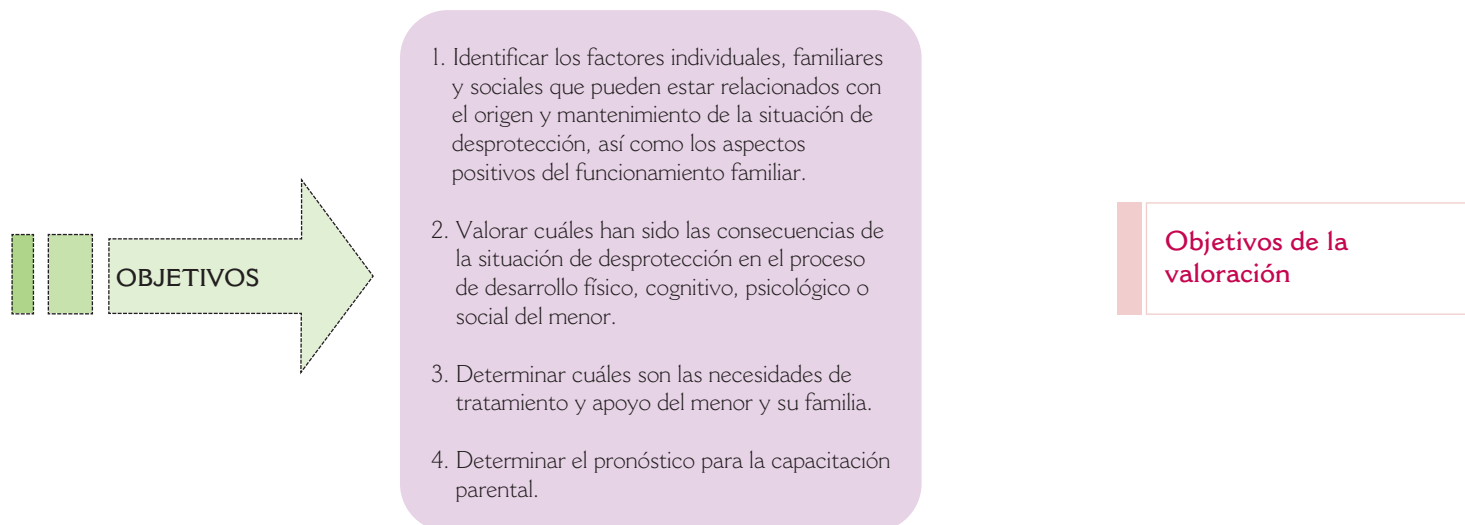 OBJETIVOS
1. Identificar los factores individuales, familiares
y sociales que pueden estar relacionados con
el origen y mantenimiento de la situación de
desprotección, así como los aspectos
positivos del funcionamiento familiar.
2. Valorar cuáles han sido las consecuencias de
la situación de desprotección en el proceso
de desarrollo físico, cognitivo, psicológico o
social del menor.
3. Determinar cuáles son las necesidades de
tratamiento y apoyo del menor y su familia.
4. Determinar el pronóstico para la capacitación
parental.
Objetivos de la
valoración